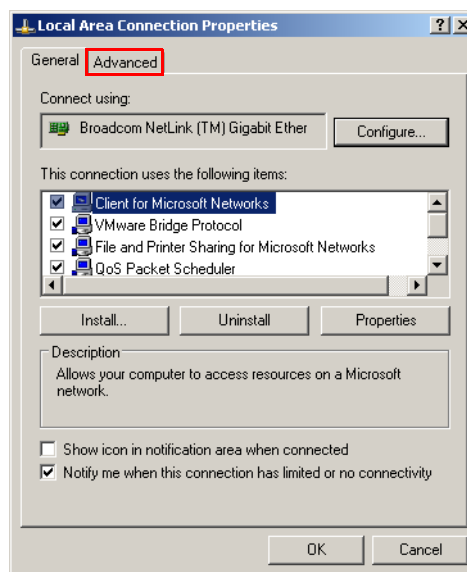 Local Area Connection Properties
General Advanced
Connect using:
Broadcom NetLink (TM) Gigabit Ether Configure...
This connection uses the following items:
Client for Microsoft Networks
VMware Bridge Protocol
File and Printer Sharing for Microsoft Networks
QoS Packet Scheduler
Install... Uninstall Properties
Description
Allows your computer to access resources on a Microsoft
network.
Show icon in notification area when connected
Notify me when this connection has limited or no connectivity
OK Cancel